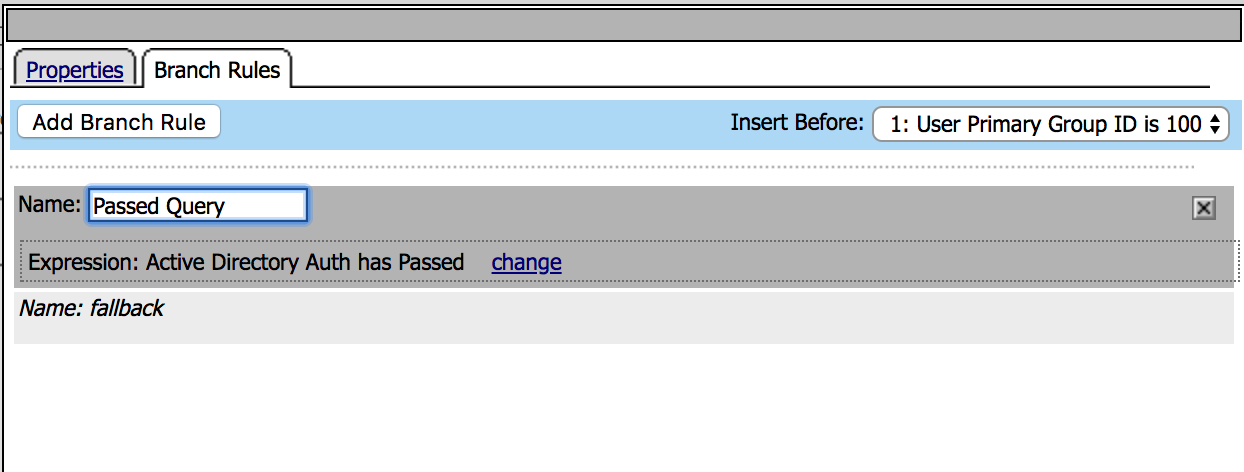 Properties Branch Rules
Add Branch Rule Insert Before: 1: User Primary Group ID is 100
Name: Passed Query
Expression: Active Directory Auth has Passed change
Name: fallback